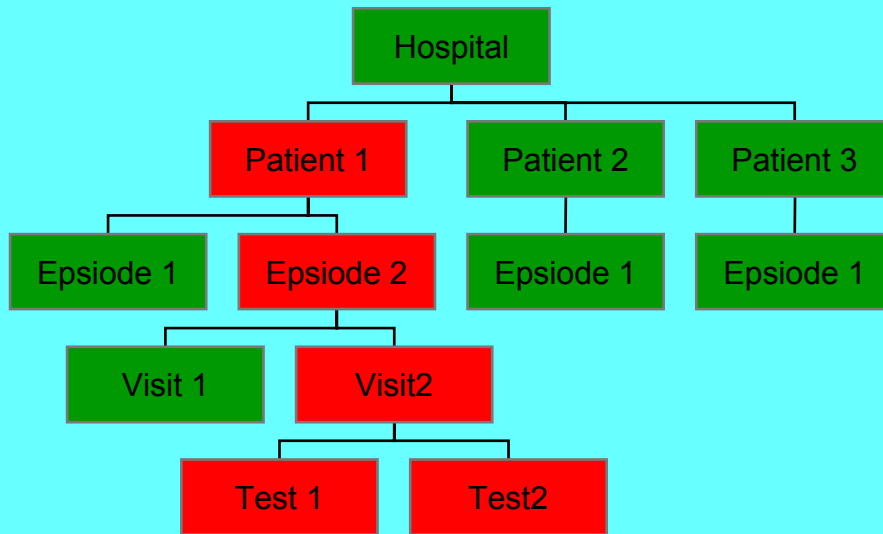 Hospital
Patient 1
Patient 2
Patient 3
Epsiode 1
Epsiode 2
Epsiode 1
Epsiode 1
Visit 1
Visit2
Test 1
Test2